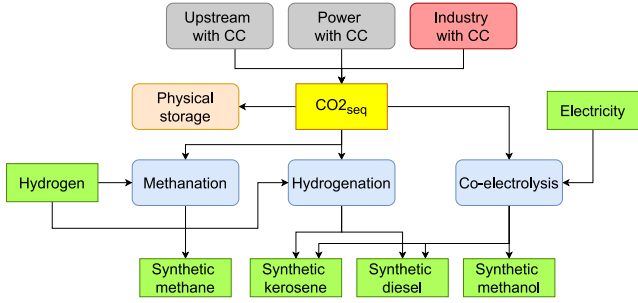 Upstream
with CC
Power
with CC
Industry
with CC
Physical
storage
CO2seq
Electricity
Hydrogen
Methanation
Hydrogenation
Co-electrolysis
Synthetic
methane
Synthetic
kerosene
Synthetic
diesel
Synthetic
methanol